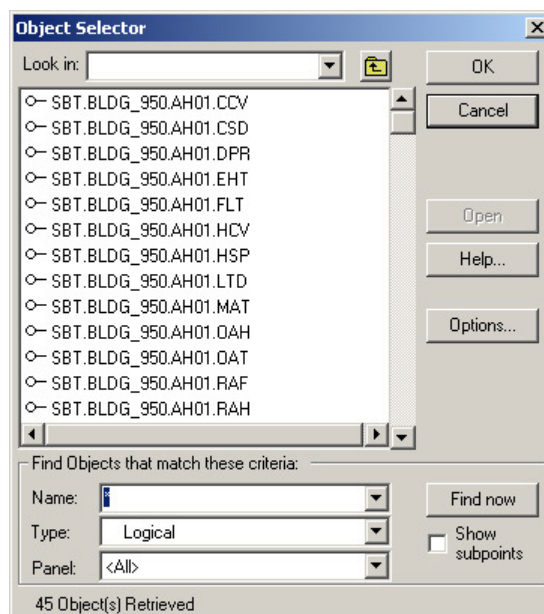 Object Selector
Look in:
OK
SBT.BLDG_950.AH01.CCV
SBT.BLDG_950.AH01.CSD
Cancel
SBT.BLDG_950.AH01.DPR
SBT.BLDG_950.AH01.EHT
SBT.BLDG_950.AH01.FLT
Open
SBT.BLDG_950.AH01.HCV
SBT.BLDG_950.AH01.HSP
Help...
SBT.BLDG_950.AH01.LTD
SBT.BLDG_950.AH01.MAT
SBT.BLDG_950.AH01.OAH
Options...
SBT.BLDG_950.AH01.OAT
SBT.BLDG_950.AH01.RAF
SBT.BLDG_950.AH01.RAH
Find Objects that match these criteria:
Name: *
Find now
Type: Logical
Show
subpoints
Panel: <All>
45 Object(s) Retrieved